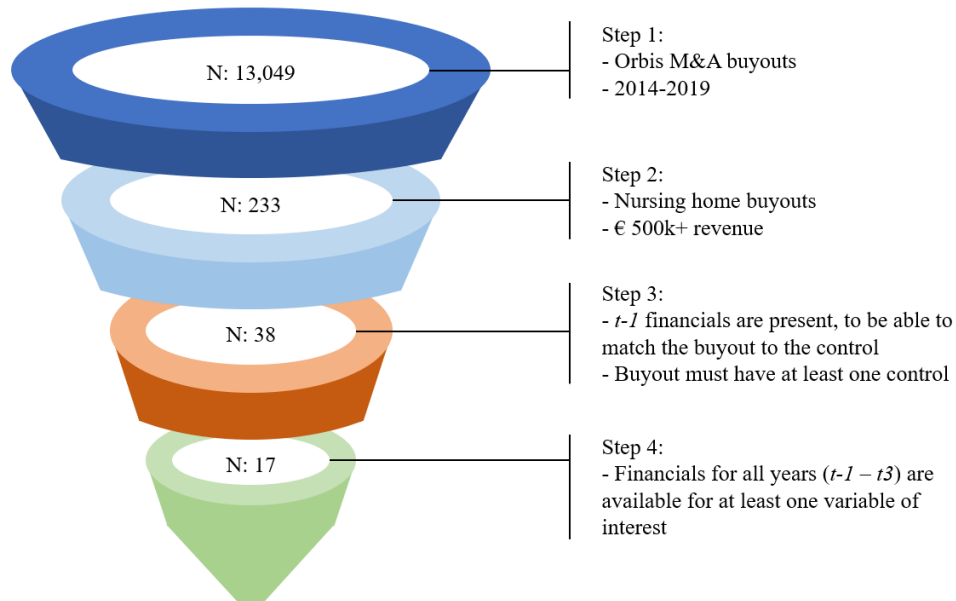 N: 13,049
Step 1:
- Orbis M&A buyouts
- 2014-2019
N: 233
Step 2:
- Nursing home buyouts
- € 500k+ revenue
N: 38
Step 3:
- t-1 financials are present, to be able to
match the buyout to the control
- Buyout must have at least one control
N: 17
Step 4:
- Financials for all years (t-1 – t3) are
available for at least one variable of
interest